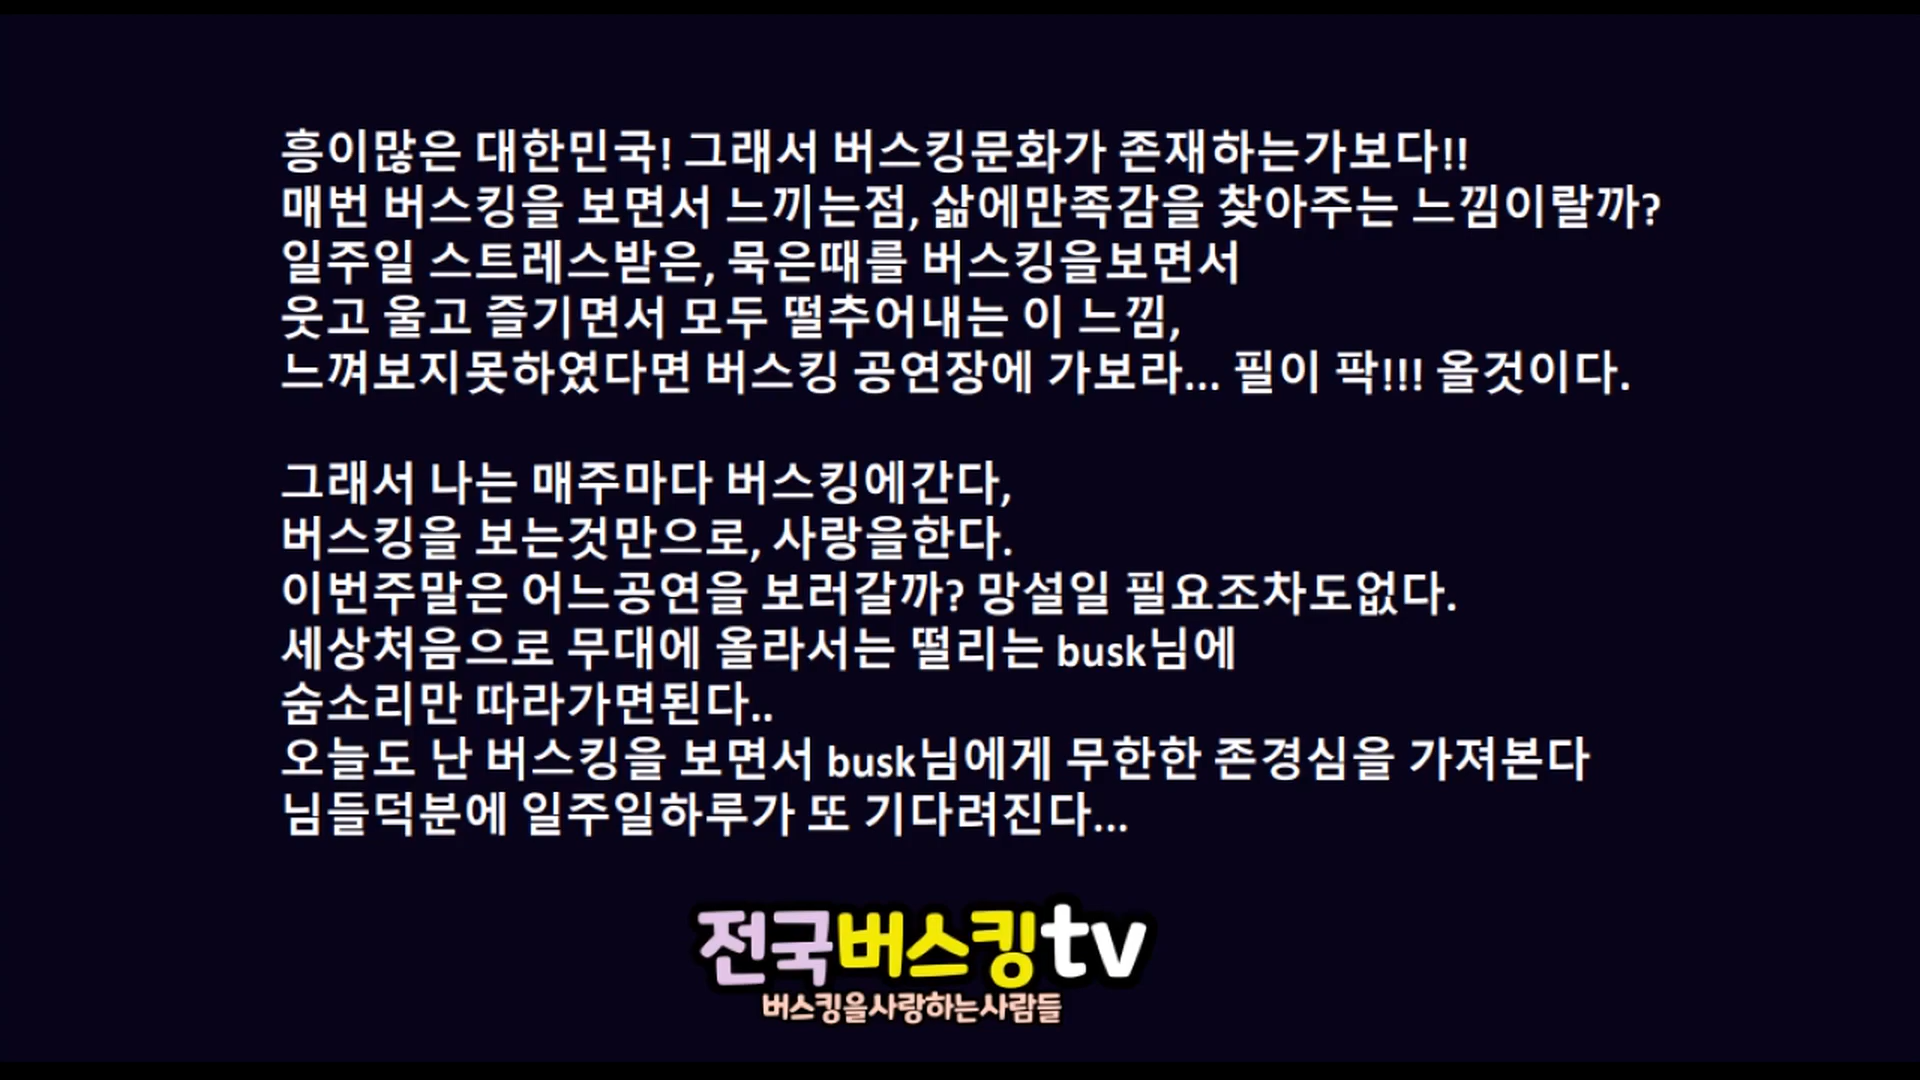 흥이많은 대한민국! 그래서 버스킹문화가 존재하는가보다!!
매번 버스킹을 보면서 느끼는점, 삶에만족감을 찾아주는 느낌이랄까?
일주일 스트레스받은, 묵은때를 버스킹을보면서
웃고 울고 즐기면서 모두 떨추어내는 이 느낌,
느껴보지못하였다면 버스킹 공연장에 가보라... 필이 팍!!! 올것이다.
그래서 나는 매주마다 버스킹에간다,
버스킹을 보는것만으로, 사랑을한다.
이번주말은 어느공연을 보러갈까? 망설일 필요조차도없다.
세상처음으로 무대에 올라서는 떨리는 busk님에
숨소리만 따라가면된다..
오늘도 난 버스킹을 보면서 busk님에게 무한한 존경심을 가져본다
님들덕분에 일주일하루가 또 기다려진다...
전국버스킹tv
버스킹을사랑하는사람들